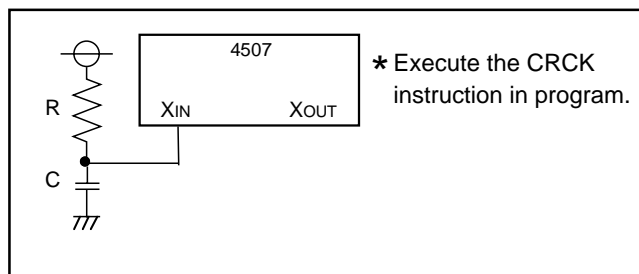 4507
* Execute the CRCK
instruction in program.
R
XIN
XOUT
C